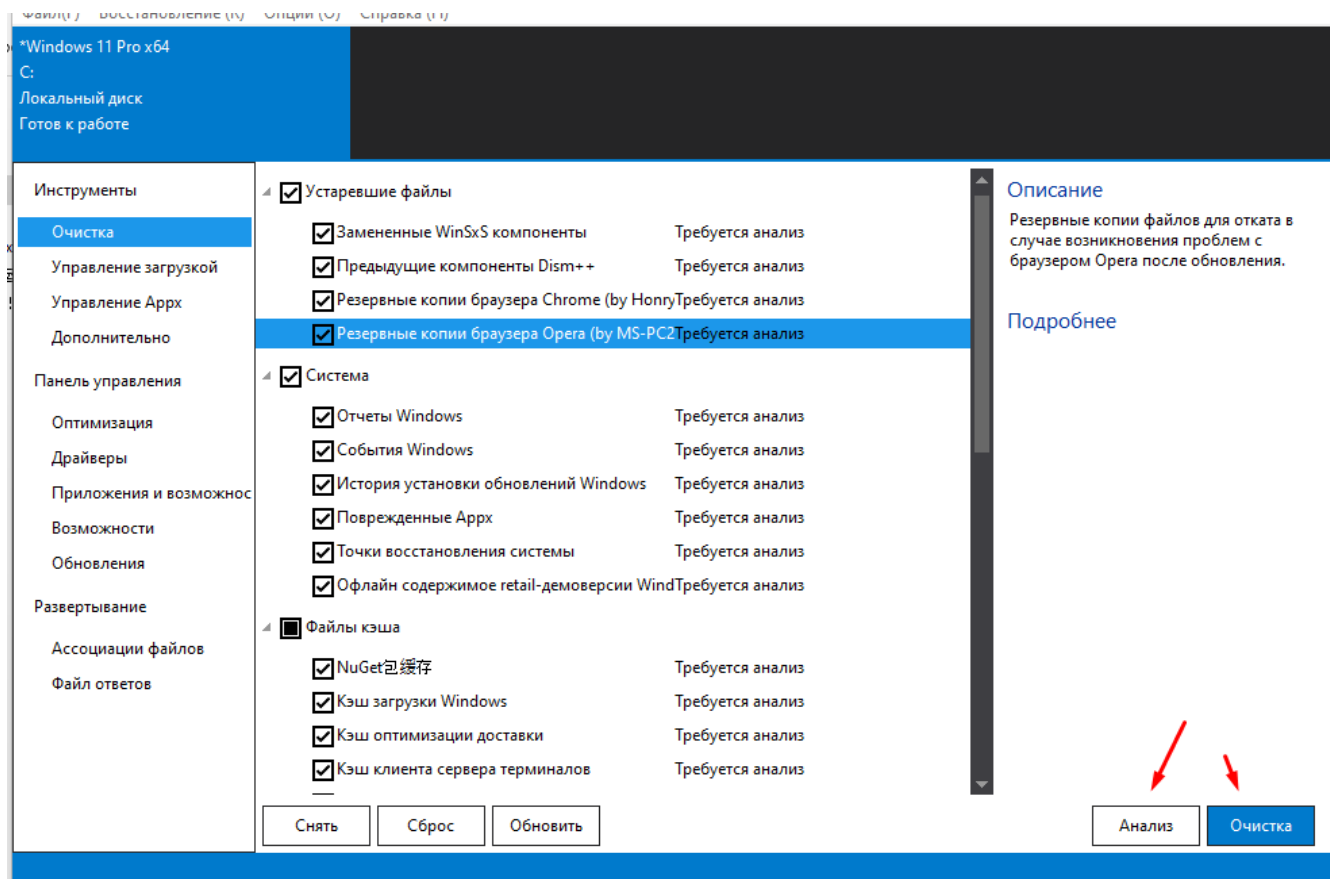 Файл(F) Восстановление (R) Опции (O) Справка (H)
*Windows 11 Pro x64
C:
Локальный диск
Готов к работе
Инструменты
Очистка
Управление загрузкой
Управление Appx
Дополнительно
Панель управления
Оптимизация
Драйверы
Приложения и возможнос
Возможности
Обновления
Развертывание
Ассоциации файлов
Файл ответов
Устаревшие файлы
Замененные WinSxS компоненты Требуется анализ
Предыдущие компоненты Dism++ Требуется анализ
Резервные копии браузера Chrome (by Honry Требуется анализ
Резервные копии браузера Opera (by MS-PC2 Требуется анализ
Система
Отчеты Windows Требуется анализ
События Windows Требуется анализ
История установки обновлений Windows Требуется анализ
Поврежденные Appx Требуется анализ
Точки восстановления системы Требуется анализ
Офлайн содержимое retail-демоверсии Wind Требуется анализ
Файлы кэша
NuGet包缓存 Требуется анализ
Кэш загрузки Windows Требуется анализ
Кэш оптимизации доставки Требуется анализ
Кэш клиента сервера терминалов Требуется анализ
Снять Сброс Обновить
Описание
Резервные копии файлов для отката в
случае возникновения проблем с
браузером Opera после обновления.
Подробнее
Анализ Очистка